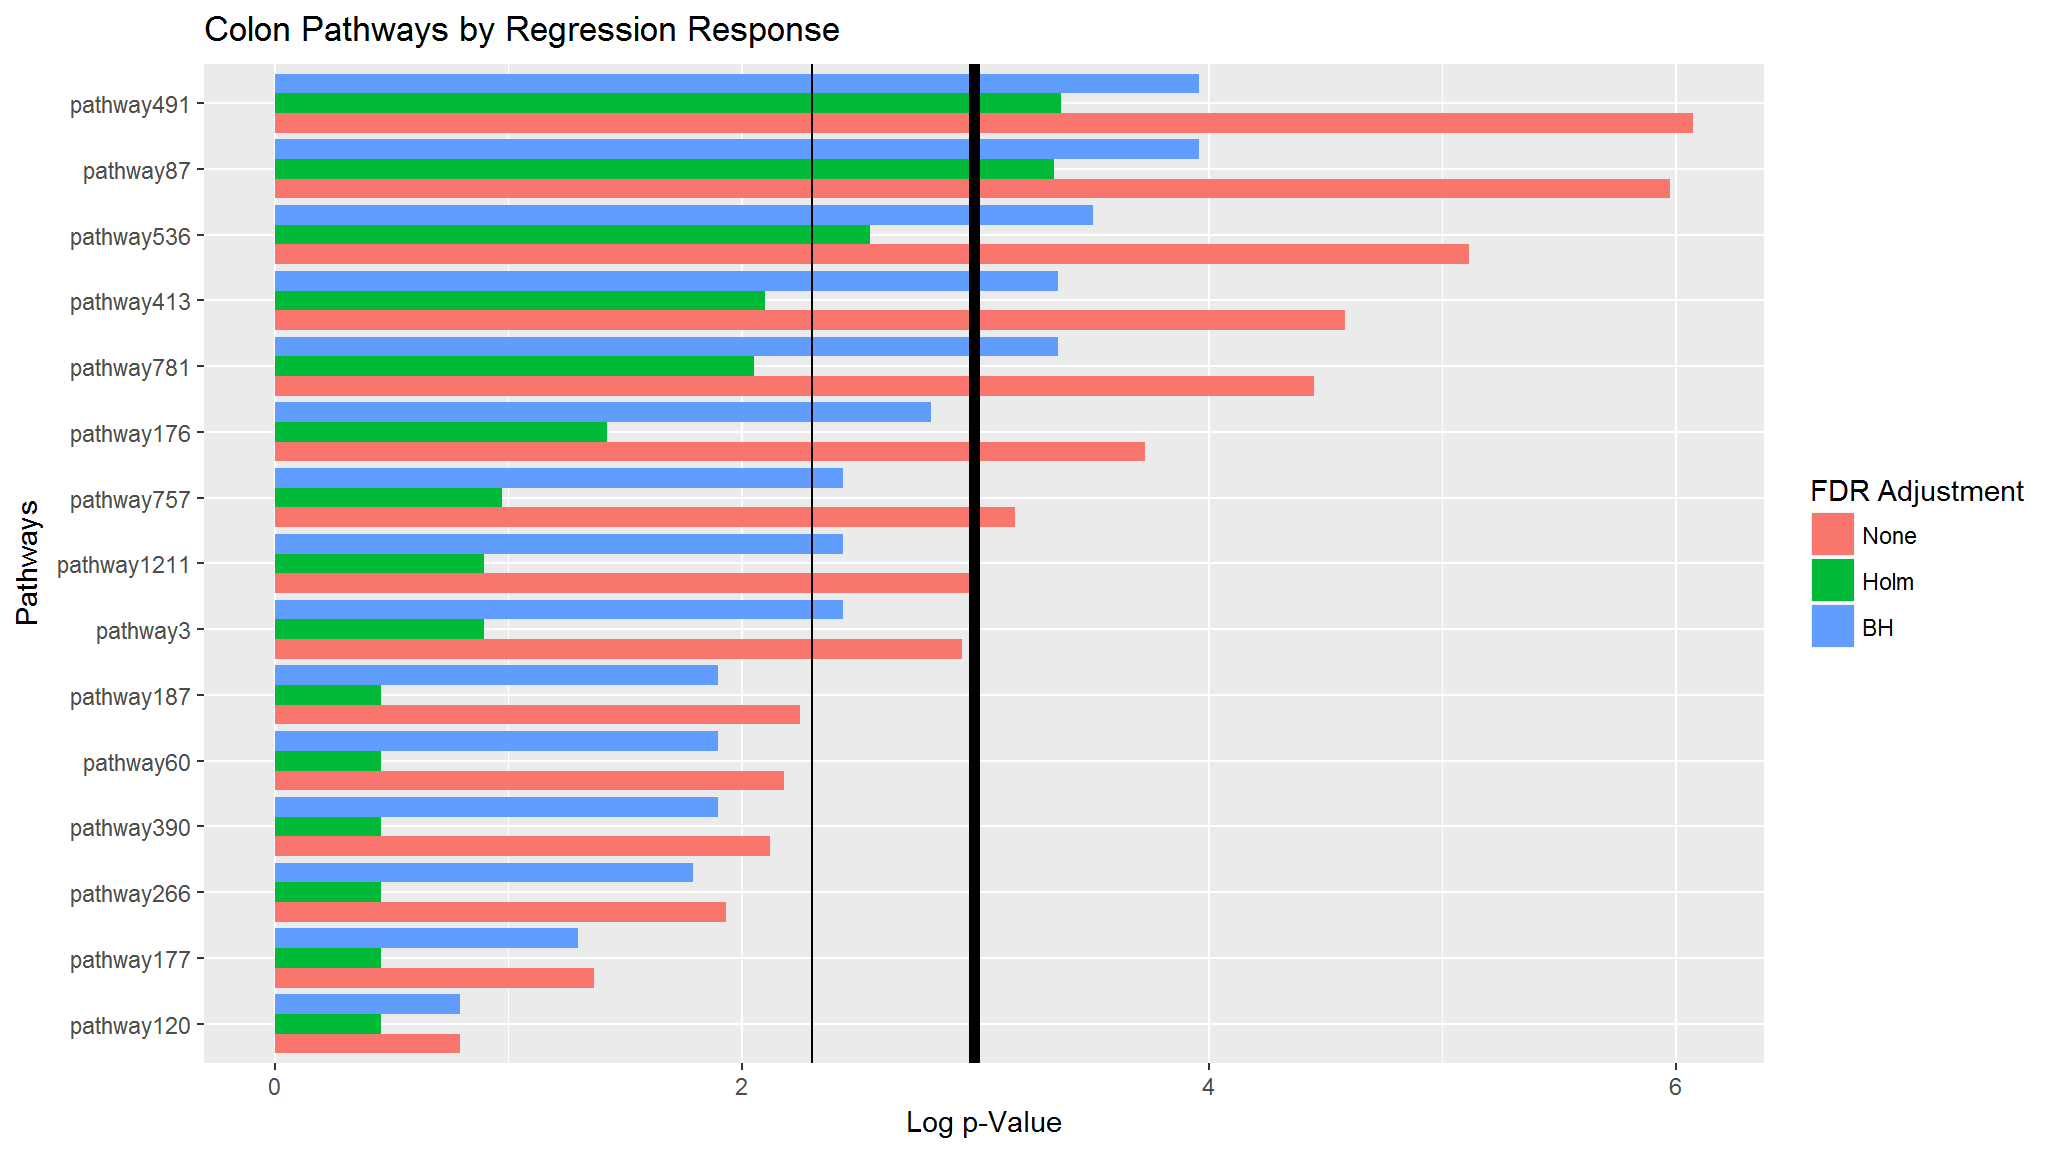 Colon Pathways by Regression Response
pathway491
pathway87
pathway536
pathway413
pathway781
pathway176
pathway757
pathway1211
pathway3
pathway187
pathway60
pathway390
pathway266
pathway177
pathway120
Pathways
0 2 4 6
Log p-Value
FDR Adjustment
None
Holm
BH